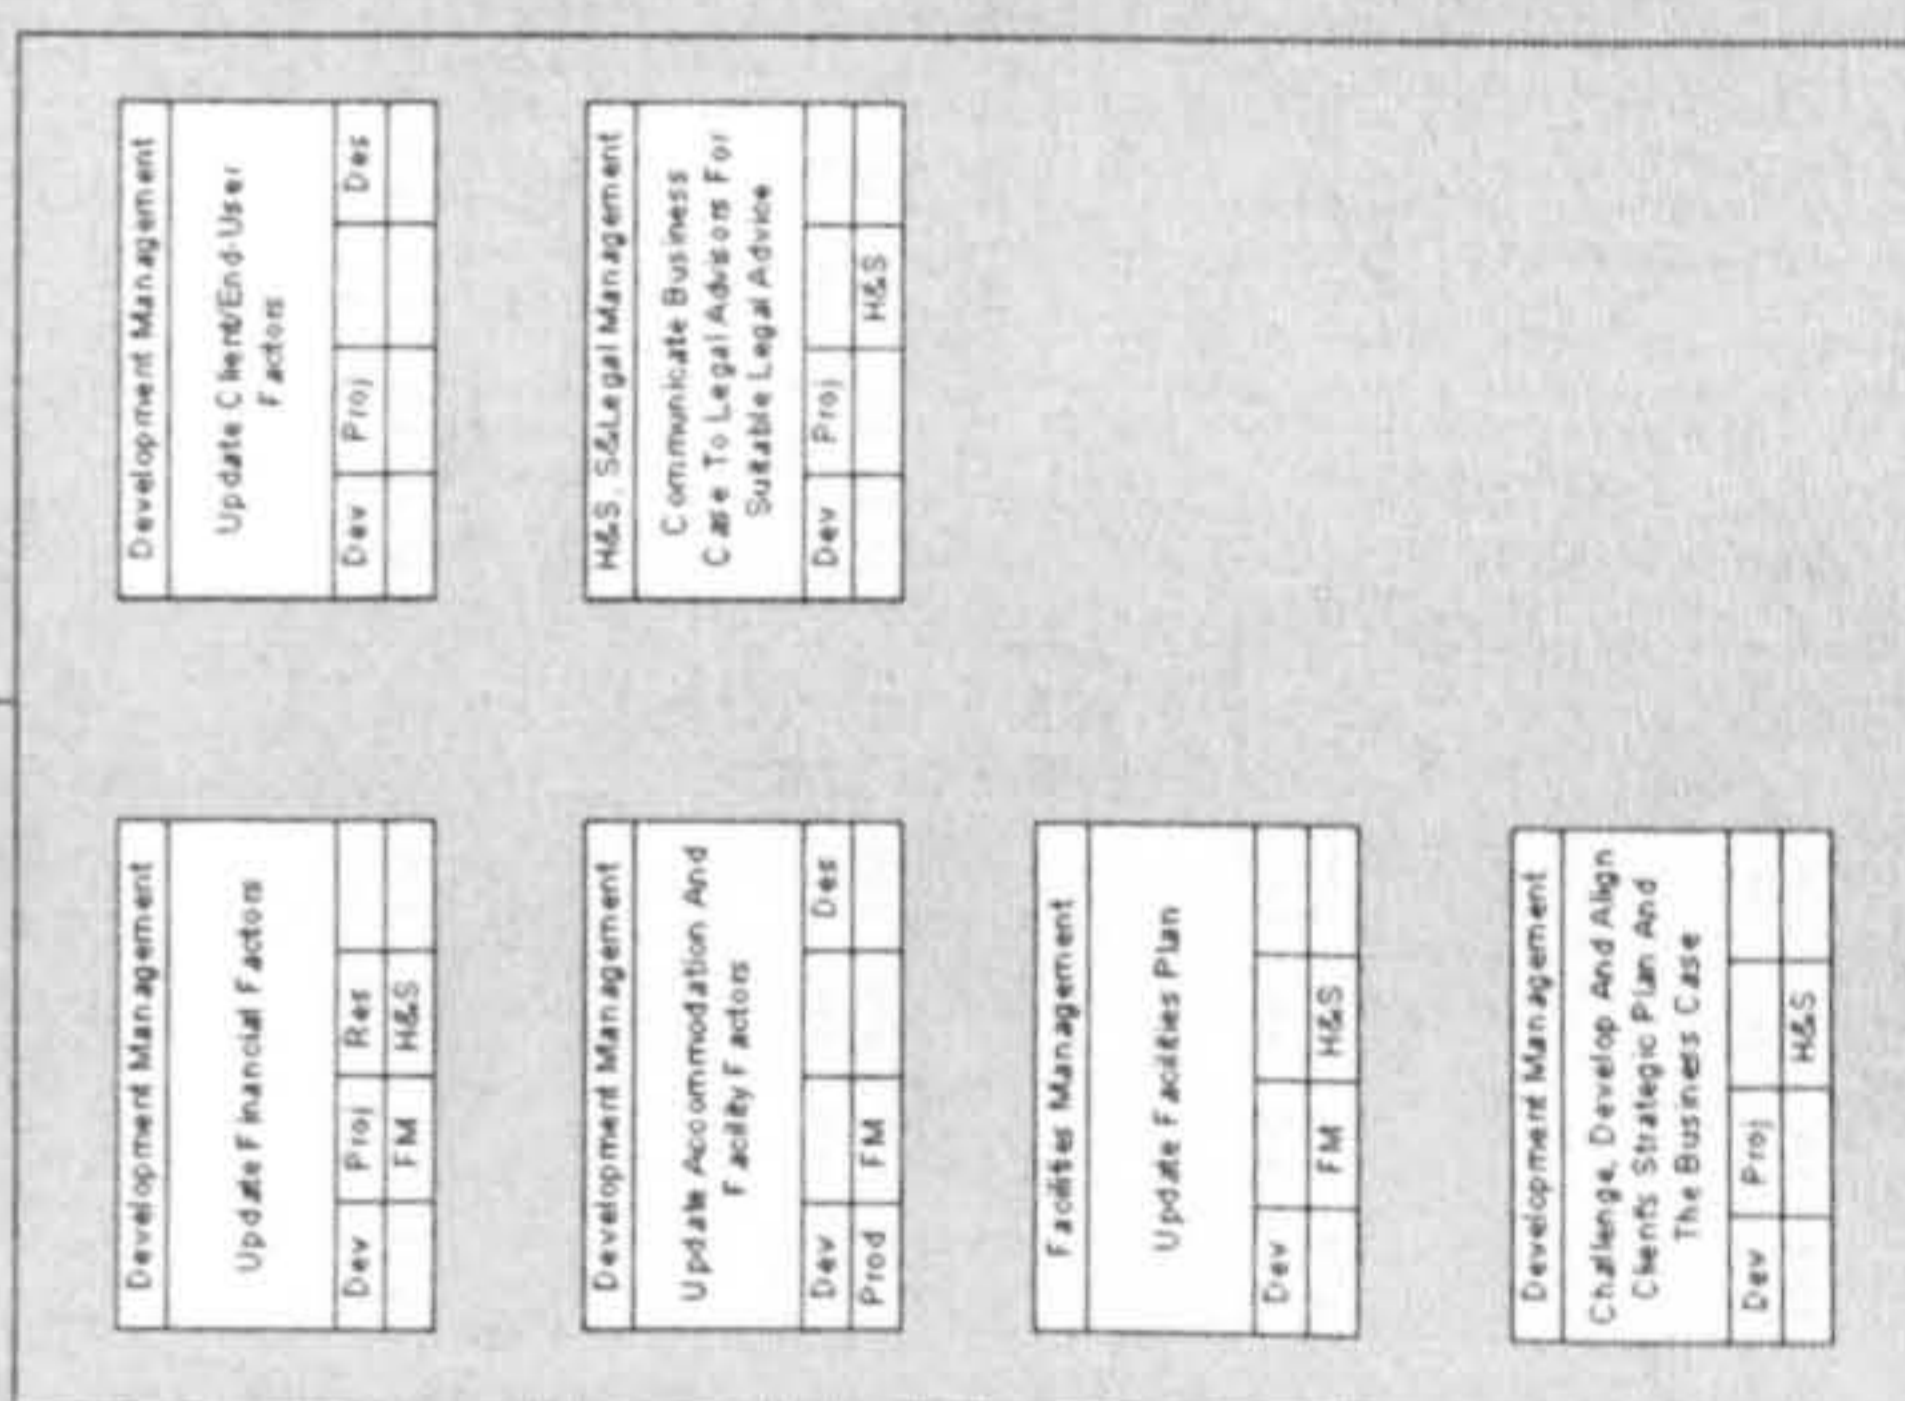 Development Management
Update Financial Factors
Dev Proj Res
FM H&S
Development Management
Update Client/End-User
Factors
Dev Proj Des
Development Management
Update Accommodation And
Facility Factors
Dev Des
Prod FM
H&S, S&Legal Management
Communicate Business
Case To Legal Advisors For
Suitable Legal Advice
Dev Proj
H&S
Facilities Management
Update Facilities Plan
Dev
FM H&S
Development Management
Challenge, Develop And Align
Clients Strategic Plan And
The Business Case
Dev Proj
H&S